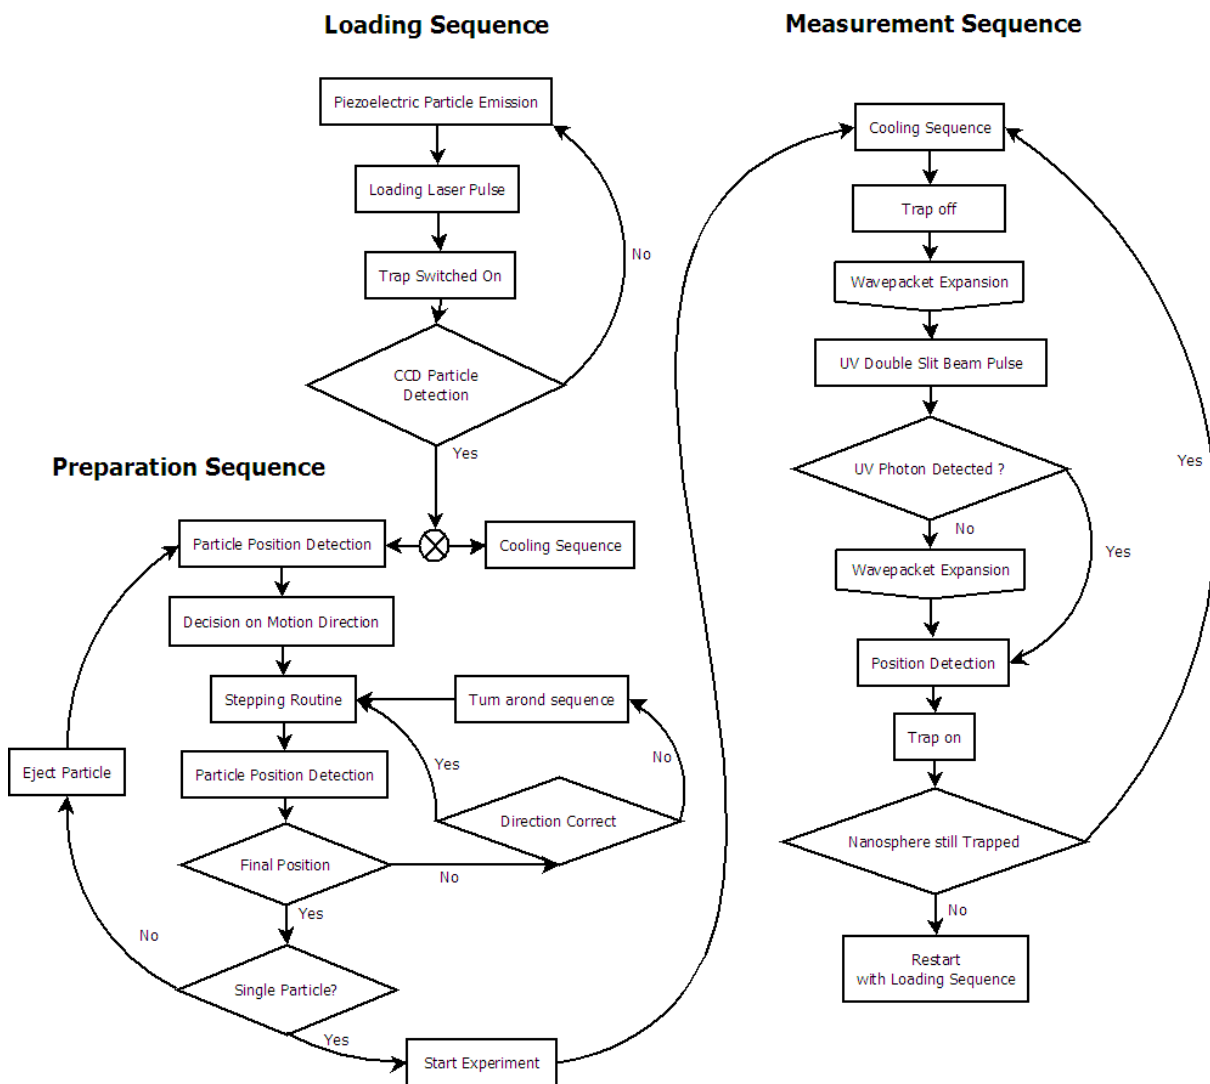 Loading Sequence
Piezoelectric Particle Emission
Loading Laser Pulse
Trap Switched On
No
CCD Particle
Detection
Yes
Preparation Sequence
Particle Position Detection
Cooling Sequence
Decision on Motion Direction
Stepping Routine
Turn arond sequence
Eject Particle
Particle Position Detection
Yes
No
Direction Correct
Final Position
No
Yes
No
Single Particle?
Yes
Start Experiment
Measurement Sequence
Cooling Sequence
Trap off
Wavepacket Expansion
UV Double Slit Beam Pulse
UV Photon Detected ?
Yes
No
Yes
Wavepacket Expansion
Position Detection
Trap on
Nanosphere still Trapped
No
Restart
with Loading Sequence